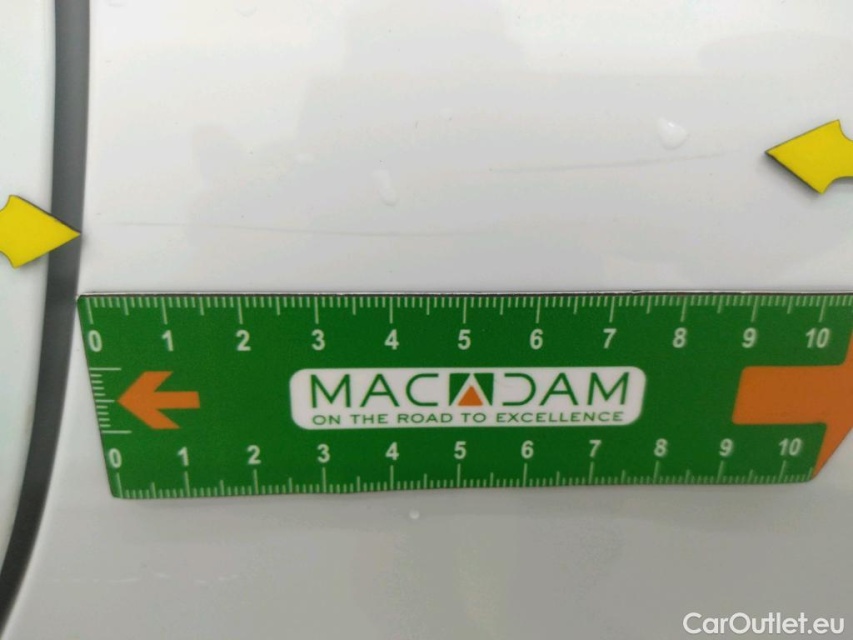 0 1 2 3 4 5 6 7 8 9 10
MACADAM
ON THE ROAD TO EXCELLENCE
0 1 2 3 4 5 6 7 8 9 10
CarOutlet.eu